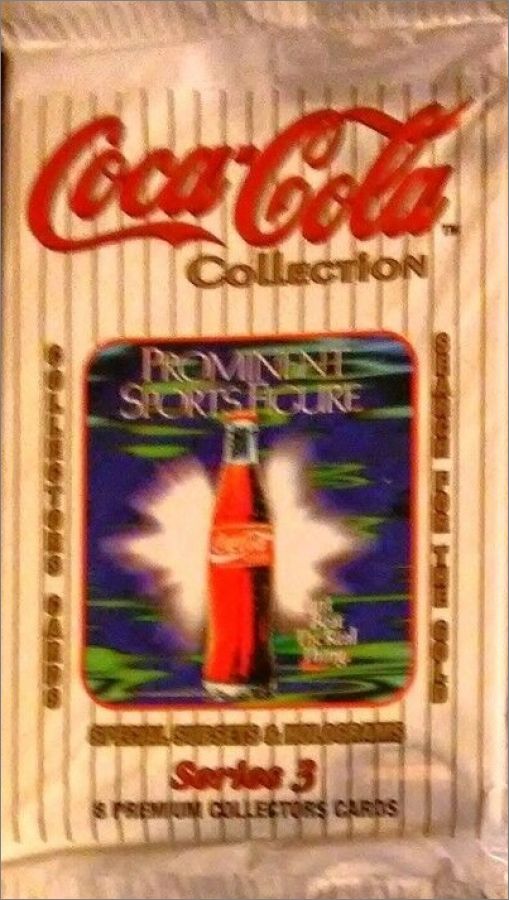 Coca-Cola™
Collection
COLLECTORS CARDS
PROMINENT
SPORTS FIGURE
Coca-Cola
SEARCH FOR THE GOLD
SPECIAL SUBSETS & HOLOGRAMS
Series 3
8 PREMIUM COLLECTORS CARDS